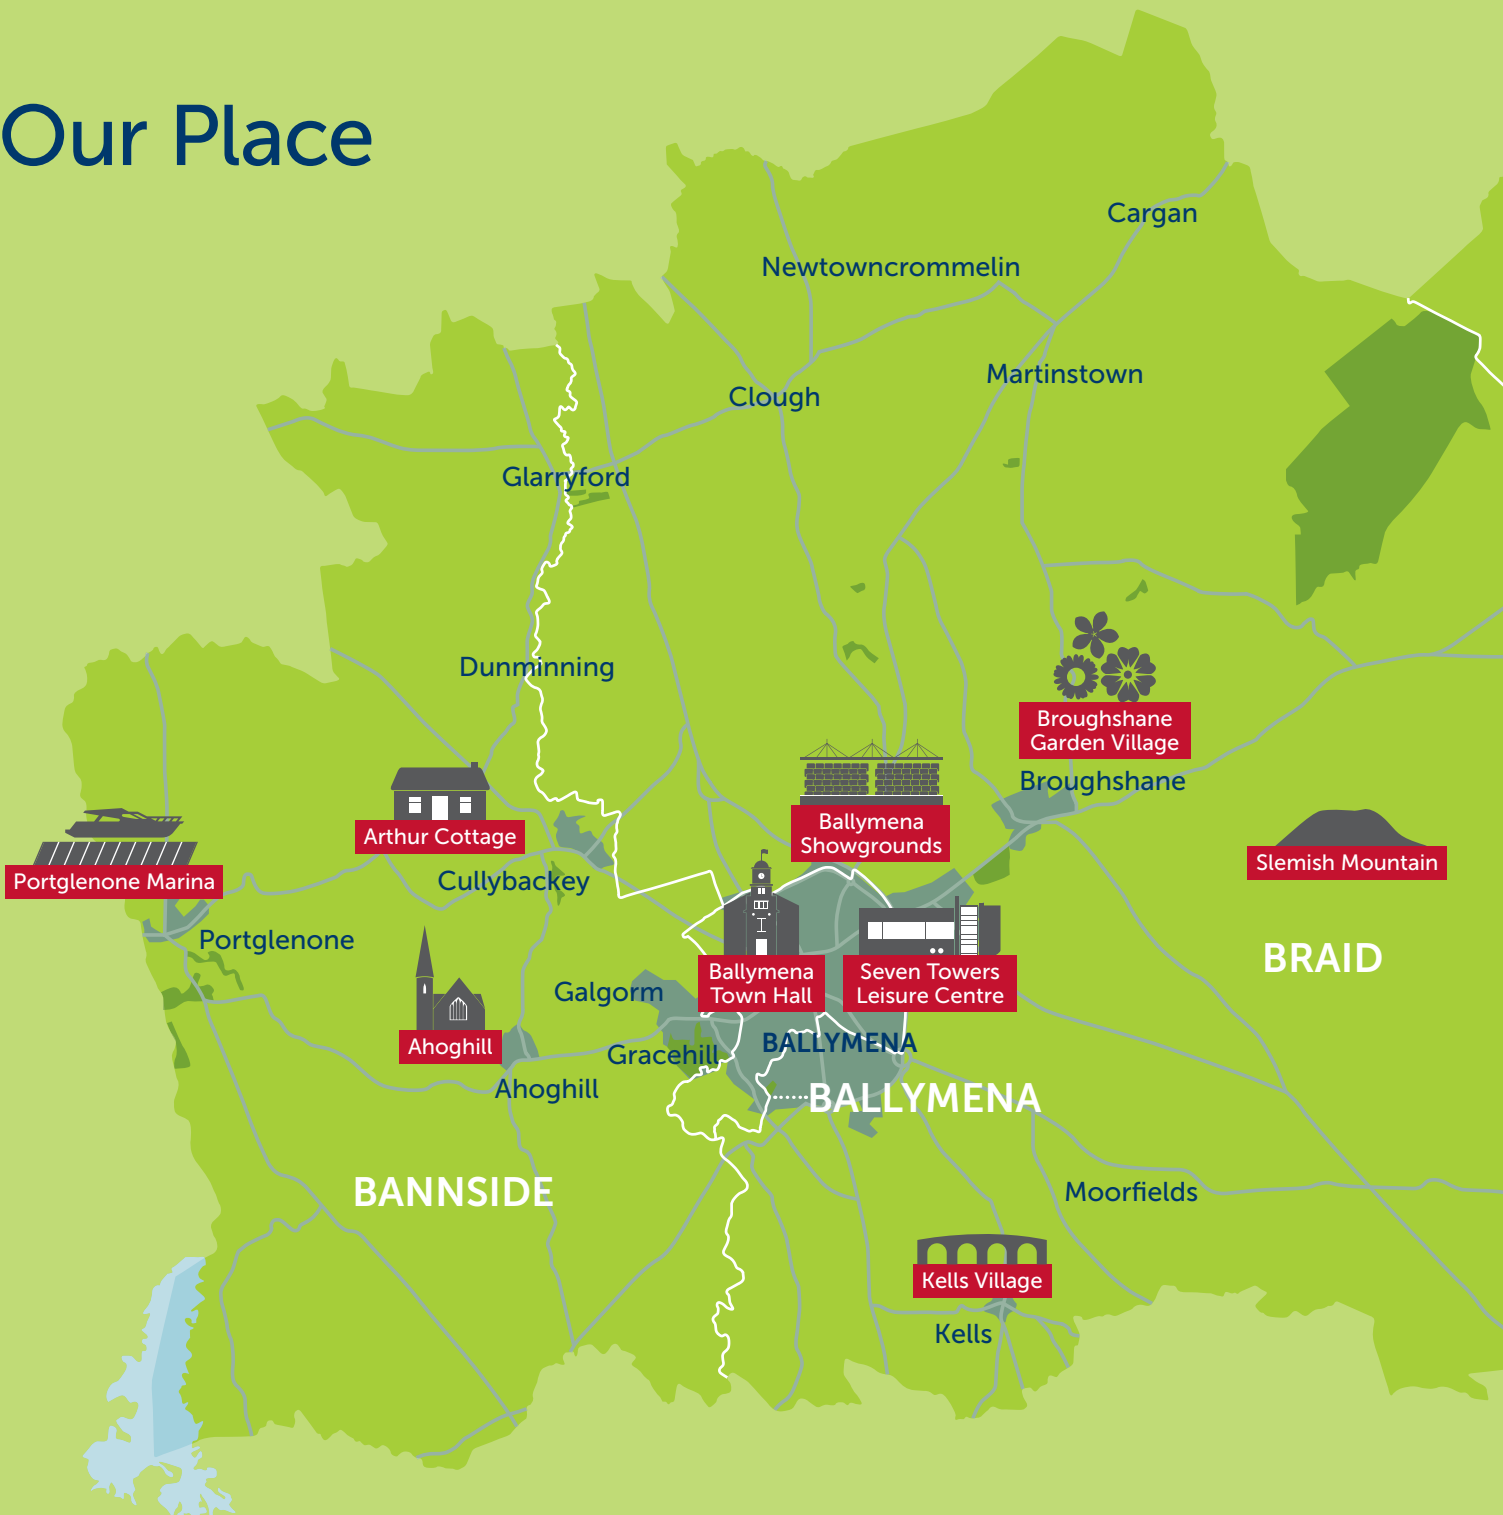 Our Place
Cargan
Newtowncrommelin
Martinstown
Clough
Glarryford
Dunminning
Broughshane
Garden Village
Broughshane
Ballymena
Showgrounds
Arthur Cottage
Slemish Mountain
Portglenone Marina
Cullybackey
Portglenone
BRAID
Ballymena
Town Hall
Seven Towers
Leisure Centre
Galgorm
Ahoghill
Gracehill
BALLYMENA
Ahoghill
BALLYMENA
BANNSIDE
Moorfields
Kells Village
Kells